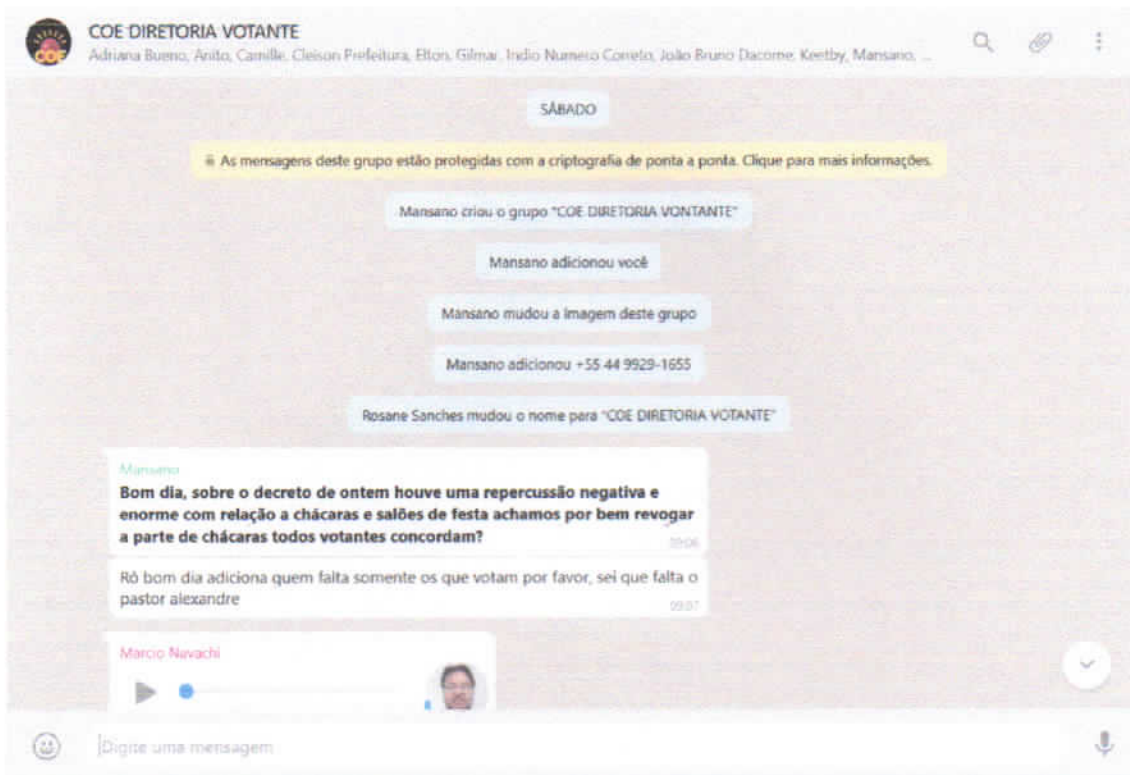 COE DIRETORIA VOTANTE
Adriana Bueno, Anito, Camille, Cleison Prefeitura, Elton, Gilmar, Indio Numero Correto, João Bruno Dacome, Keetby, Mansano, ...
SÁBADO
As mensagens deste grupo estão protegidas com a criptografia de ponta a ponta. Clique para mais informações.
Mansano criou o grupo "COE DIRETORIA VONTANTE"
Mansano adicionou você
Mansano mudou a imagem deste grupo
Mansano adicionou +55 44 9929-1655
Rosane Sanches mudou o nome para "COE DIRETORIA VOTANTE"
Mansano
Bom dia, sobre o decreto de ontem houve uma repercussão negativa e
enorme com relação a chácaras e salões de festa achamos por bem revogar
a parte de chácaras todos votantes concordam?
09:06
Rô bom dia adiciona quem falta somente os que votam por favor, sei que falta o
pastor alexandre
09:07
Marcio Navachi
Digite uma mensagem